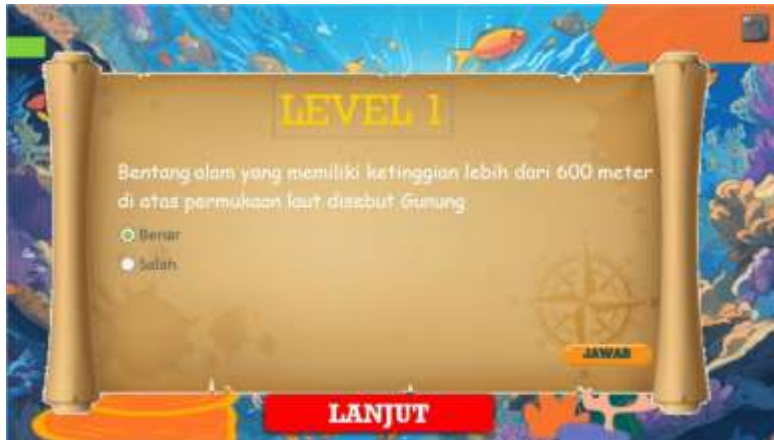 LEVEL 1
Bentang alam yang memiliki ketinggian lebih dari 600 meter
di atas permukaan laut disebut Gunung
Benar
Salah
JAWAB
LANJUT